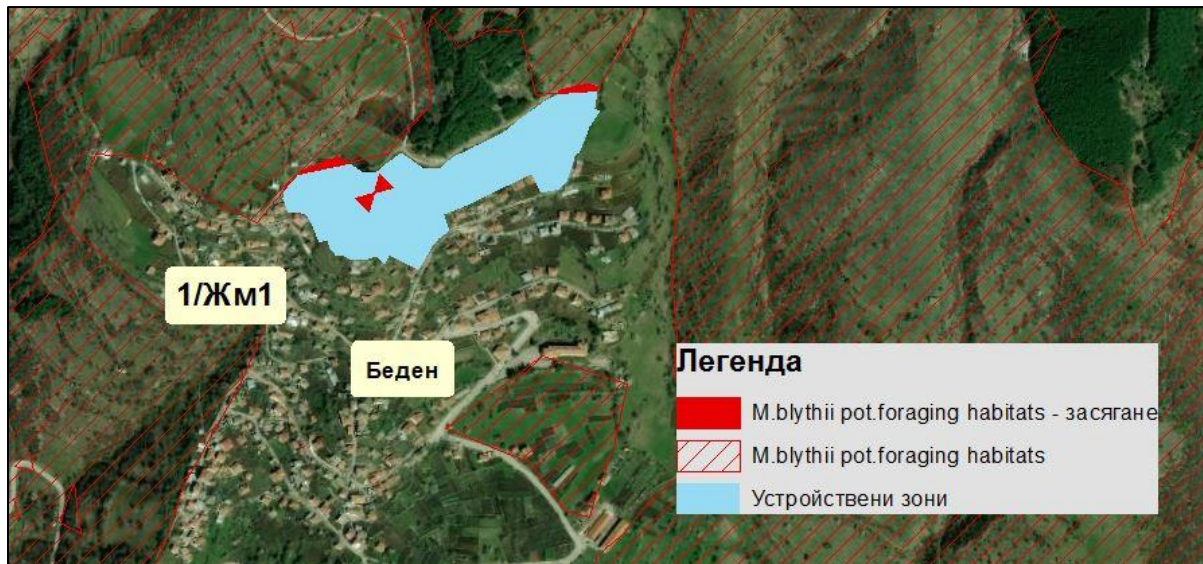 1/Жм1
Беден
Легенда
M.blythii pot.foraging habitats - засягане
M.blythii pot.foraging habitats
Устройствени зони